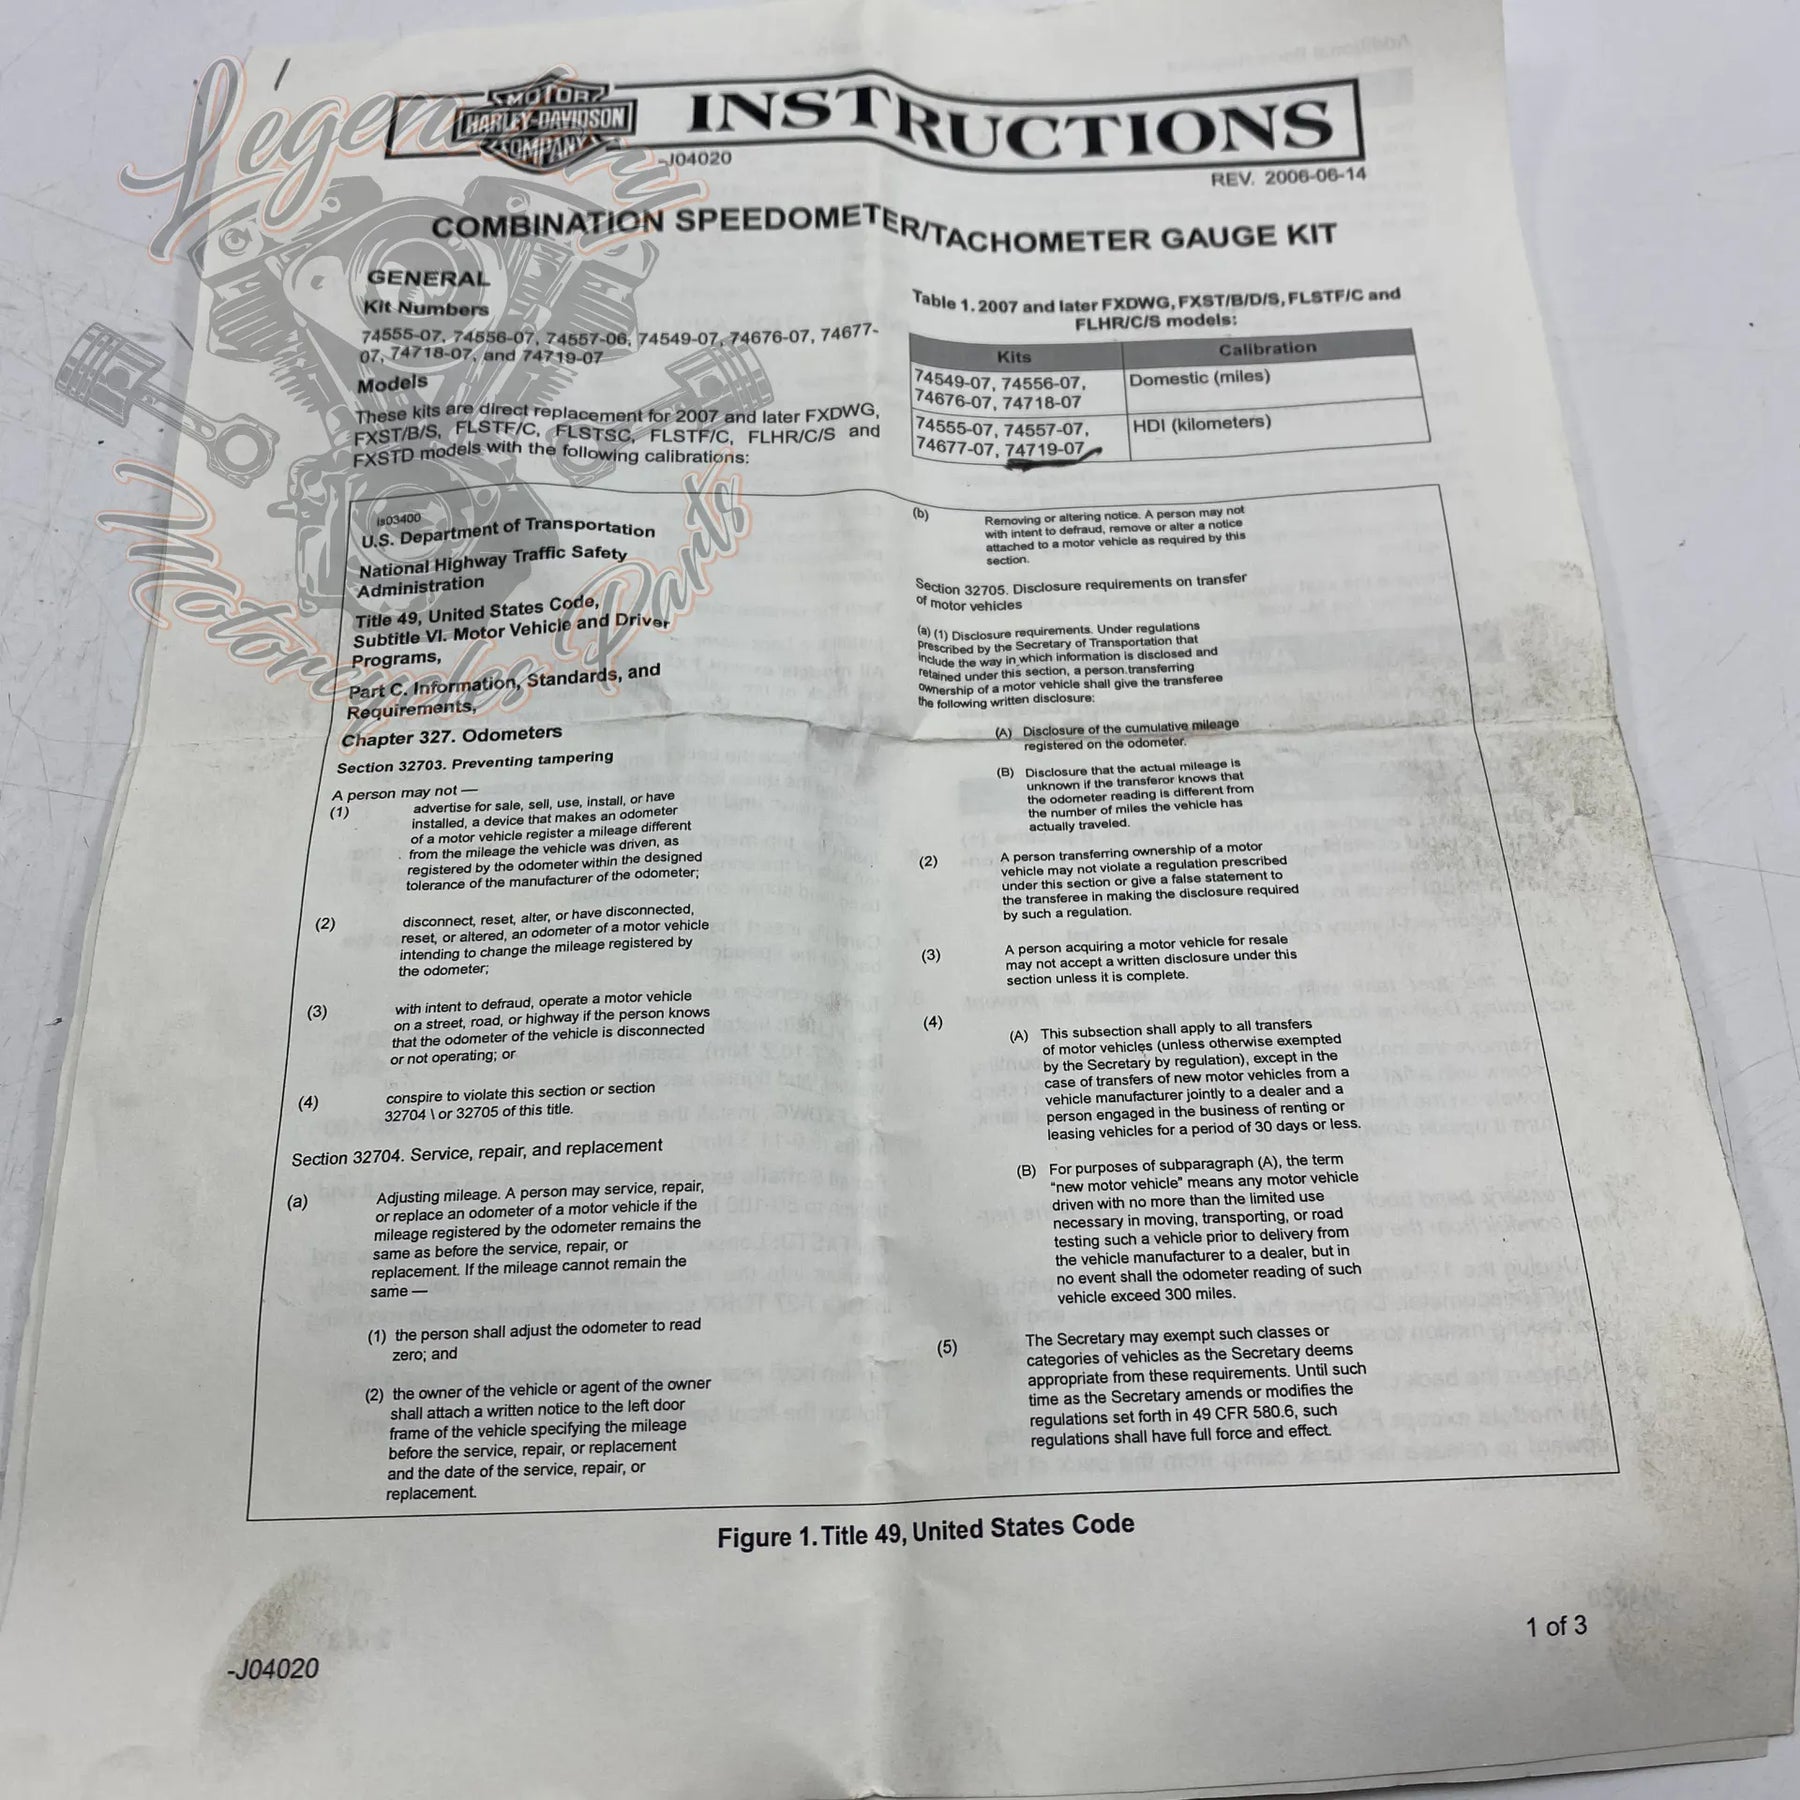 MOTOR
HARLEY-DAVIDSON
COMPANY
INSTRUCTIONS
-J04020
REV. 2006-06-14
Legendary
Motorcycles Parts
COMBINATION SPEEDOMETER/TACHOMETER GAUGE KIT
GENERAL
Kit Numbers
74555-07, 74556-07, 74557-06, 74549-07, 74676-07, 74677-
07, 74718-07, and 74719-07
Models
These kits are direct replacement for 2007 and later FXDWG,
FXST/B/S, FLSTF/C, FLSTSC, FLSTF/C, FLHR/C/S and
FXSTD models with the following calibrations:
Table 1. 2007 and later FXDWG, FXST/B/D/S, FLSTF/C and
FLHR/C/S models:
Kits Calibration
74549-07, 74556-07, Domestic (miles)
74676-07, 74718-07
74555-07, 74557-07, HDI (kilometers)
74677-07, 74719-07
is03400
U.S. Department of Transportation
National Highway Traffic Safety
Administration
Title 49, United States Code,
Subtitle VI. Motor Vehicle and Driver
Programs,
Part C. Information, Standards, and
Requirements,
Chapter 327. Odometers
Section 32703. Preventing tampering
A person may not —
(1) advertise for sale, sell, use, install, or have
installed, a device that makes an odometer
of a motor vehicle register a mileage different
from the mileage the vehicle was driven, as
registered by the odometer within the designed
tolerance of the manufacturer of the odometer;
(2) disconnect, reset, alter, or have disconnected,
reset, or altered, an odometer of a motor vehicle
intending to change the mileage registered by
the odometer;
(3) with intent to defraud, operate a motor vehicle
on a street, road, or highway if the person knows
that the odometer of the vehicle is disconnected
or not operating; or
(4) conspire to violate this section or section
32704 \ or 32705 of this title.
Section 32704. Service, repair, and replacement
(a) Adjusting mileage. A person may service, repair,
or replace an odometer of a motor vehicle if the
mileage registered by the odometer remains the
same as before the service, repair, or
replacement. If the mileage cannot remain the
same —
(1) the person shall adjust the odometer to read
zero; and
(2) the owner of the vehicle or agent of the owner
shall attach a written notice to the left door
frame of the vehicle specifying the mileage
before the service, repair, or replacement
and the date of the service, repair, or
replacement.
(b) Removing or altering notice. A person may not
with intent to defraud, remove or alter a notice
attached to a motor vehicle as required by this
section.
Section 32705. Disclosure requirements on transfer
of motor vehicles
(a) (1) Disclosure requirements. Under regulations
prescribed by the Secretary of Transportation that
include the way in which information is disclosed and
retained under this section, a person transferring
ownership of a motor vehicle shall give the transferee
the following written disclosure:
(A) Disclosure of the cumulative mileage
registered on the odometer.
(B) Disclosure that the actual mileage is
unknown if the transferor knows that
the odometer reading is different from
the number of miles the vehicle has
actually traveled.
(2) A person transferring ownership of a motor
vehicle may not violate a regulation prescribed
under this section or give a false statement to
the transferee in making the disclosure required
by such a regulation.
(3) A person acquiring a motor vehicle for resale
may not accept a written disclosure under this
section unless it is complete.
(4) (A) This subsection shall apply to all transfers
of motor vehicles (unless otherwise exempted
by the Secretary by regulation), except in the
case of transfers of new motor vehicles from a
vehicle manufacturer jointly to a dealer and a
person engaged in the business of renting or
leasing vehicles for a period of 30 days or less.
(B) For purposes of subparagraph (A), the term
“new motor vehicle” means any motor vehicle
driven with no more than the limited use
necessary in moving, transporting, or road
testing such a vehicle prior to delivery from
the vehicle manufacturer to a dealer, but in
no event shall the odometer reading of such
vehicle exceed 300 miles.
(5) The Secretary may exempt such classes or
categories of vehicles as the Secretary deems
appropriate from these requirements. Until such
time as the Secretary amends or modifies the
regulations set forth in 49 CFR 580.6, such
regulations shall have full force and effect.
Figure 1. Title 49, United States Code
-J04020
1 of 3